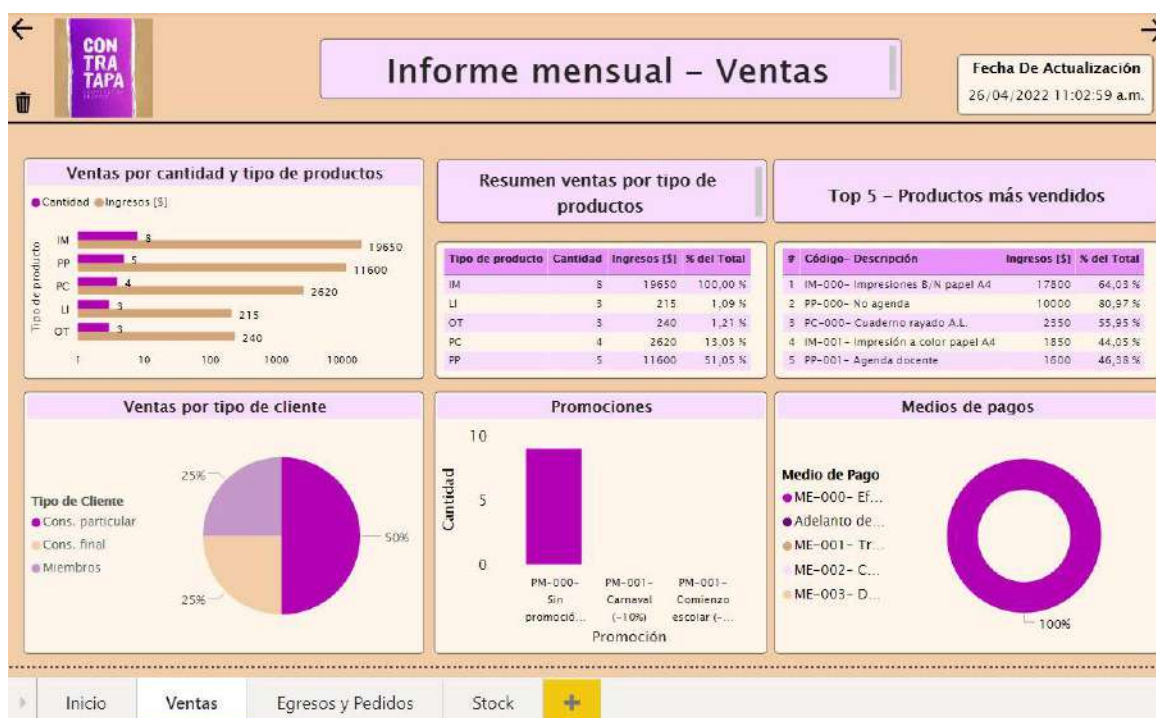 CON
TRA
TAPA
Informe mensual - Ventas
Fecha De Actualización
26/04/2022 11:02:59 a.m.
Ventas por cantidad y tipo de productos
Cantidad Ingresos [$]
Tipo de producto
IM 8 19650
PP 5 11600
PC 4 2620
LI 3 215
OT 3 240
1 10 100 1000 10000
Resumen ventas por tipo de
productos
Tipo de producto Cantidad Ingresos [$] % del Total
IM 8 19650 100,00 %
LI 3 215 1,09 %
OT 3 240 1,21 %
PC 4 2620 13,03 %
PP 5 11600 51,05 %
Top 5 - Productos más vendidos
# Código- Descripción Ingresos [$] % del Total
1 IM-000- Impresiones B/N papel A4 17800 64,03 %
2 PP-000- No agenda 10000 80,97 %
3 PC-000- Cuaderno rayado A.L. 2350 55,95 %
4 IM-001- Impresión a color papel A4 1850 44,05 %
5 PP-001- Agenda docente 1600 46,38 %
Ventas por tipo de cliente
Tipo de Cliente
Cons. particular
Cons. final
Miembros
25%
50%
25%
Promociones
Cantidad
10
5
0
PM-000- PM-001- PM-001-
Sin Carnaval Comienzo
promoció... (-10%) escolar (-...
Promoción
Medios de pagos
Medio de Pago
ME-000- Ef...
Adelanto de...
ME-001- Tr...
ME-002- C...
ME-003- D...
100%
Inicio Ventas Egresos y Pedidos Stock +